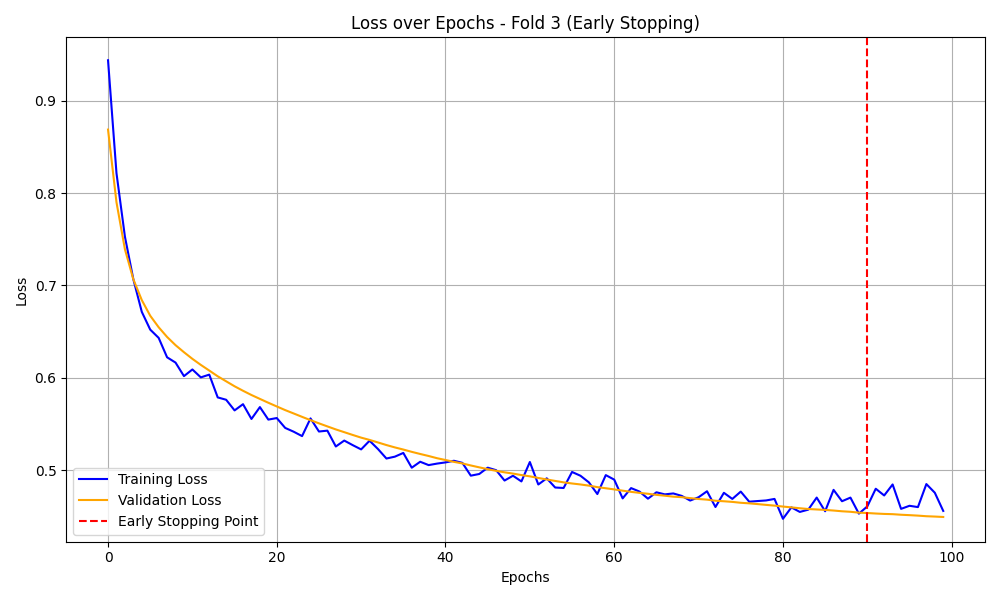 Loss over Epochs - Fold 3 (Early Stopping)
Loss
0.9
0.8
0.7
0.6
0.5
Training Loss
Validation Loss
Early Stopping Point
0 20 40 60 80 100
Epochs